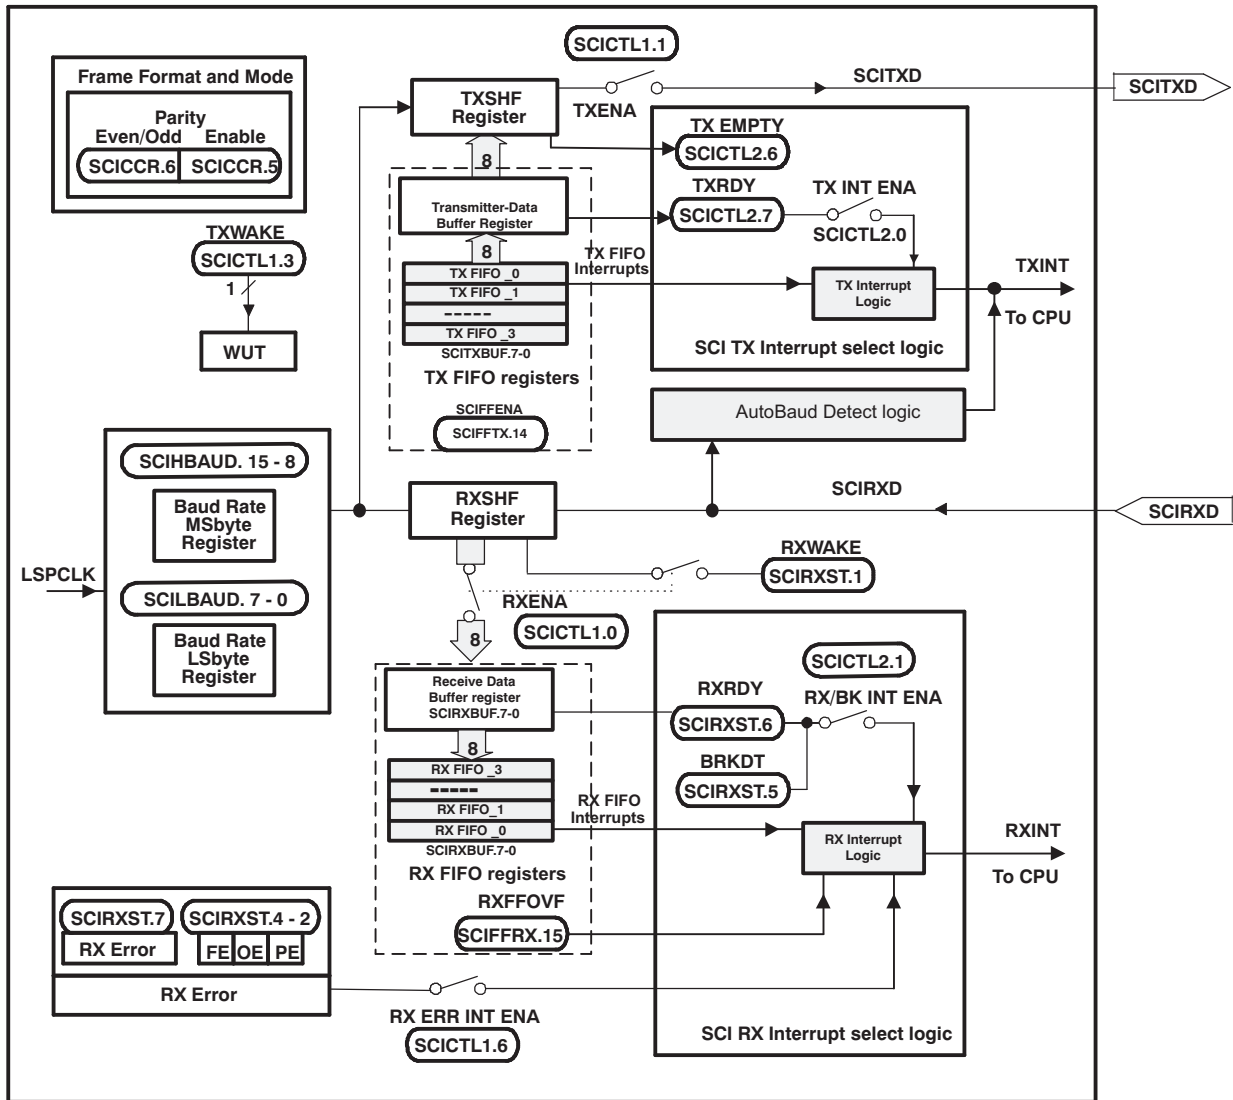 SCICTL1.1
Frame Format and Mode
Parity
Even/Odd Enable
SCICCR.6 SCICCR.5
TXSHF
Register
TXENA
SCITXD
SCITXD
TX EMPTY
SCICTL2.6
8
Transmitter-Data
Buffer Register
TXRDY
SCICTL2.7
TX INT ENA
SCICTL2.0
TXWAKE
SCICTL1.3
1
WUT
8
TX FIFO _0
TX FIFO _1
-----
TX FIFO _3
SCITXBUF.7-0
TX FIFO registers
SCIFFENA
SCIFFTX.14
TX FIFO
Interrupts
TX Interrupt
Logic
TXINT
To CPU
SCI TX Interrupt select logic
AutoBaud Detect logic
SCIHBAUD. 15 - 8
Baud Rate
MSbyte
Register
LSPCLK
SCILBAUD. 7 - 0
Baud Rate
LSbyte
Register
RXSHF
Register
SCIRXD
SCIRXD
RXWAKE
SCIRXST.1
RXENA
SCICTL1.0
8
Receive Data
Buffer register
SCIRXBUF.7-0
8
RX FIFO _3
-----
RX FIFO_1
RX FIFO _0
SCIRXBUF.7-0
RX FIFO registers
RXFFOVF
SCIFFRX.15
RX FIFO
Interrupts
SCICTL2.1
RX/BK INT ENA
RXRDY
SCIRXST.6
BRKDT
SCIRXST.5
RX Interrupt
Logic
RXINT
To CPU
SCI RX Interrupt select logic
SCIRXST.7 SCIRXST.4 - 2
RX Error FE OE PE
RX Error
RX ERR INT ENA
SCICTL1.6